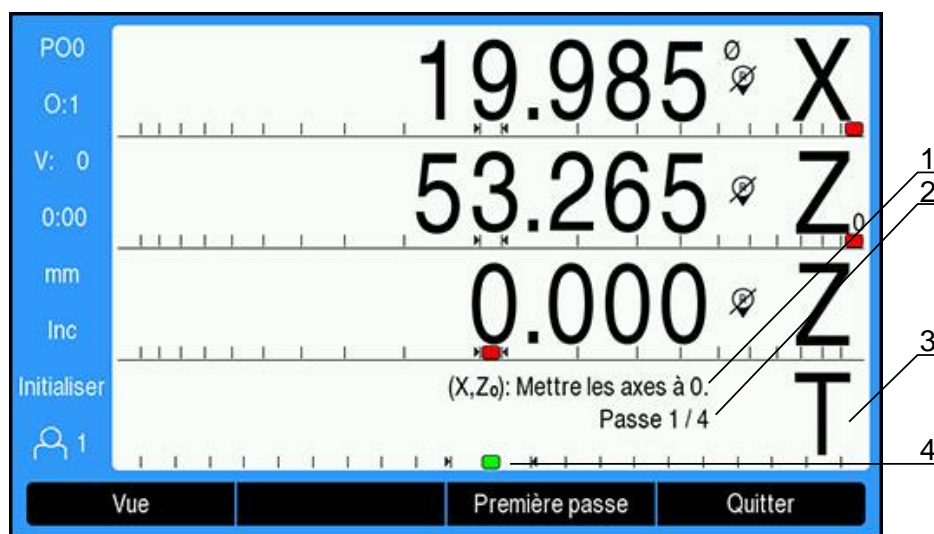 PO0
O:1
V: 0
0:00
mm
Inc
Initialiser
1
19.985 Ø R X
53.265 R Z0
0.000 R Z
(X,Z₀): Mettre les axes à 0.
Passe 1 / 4
T
1
2
3
4
Vue
Première passe
Quitter